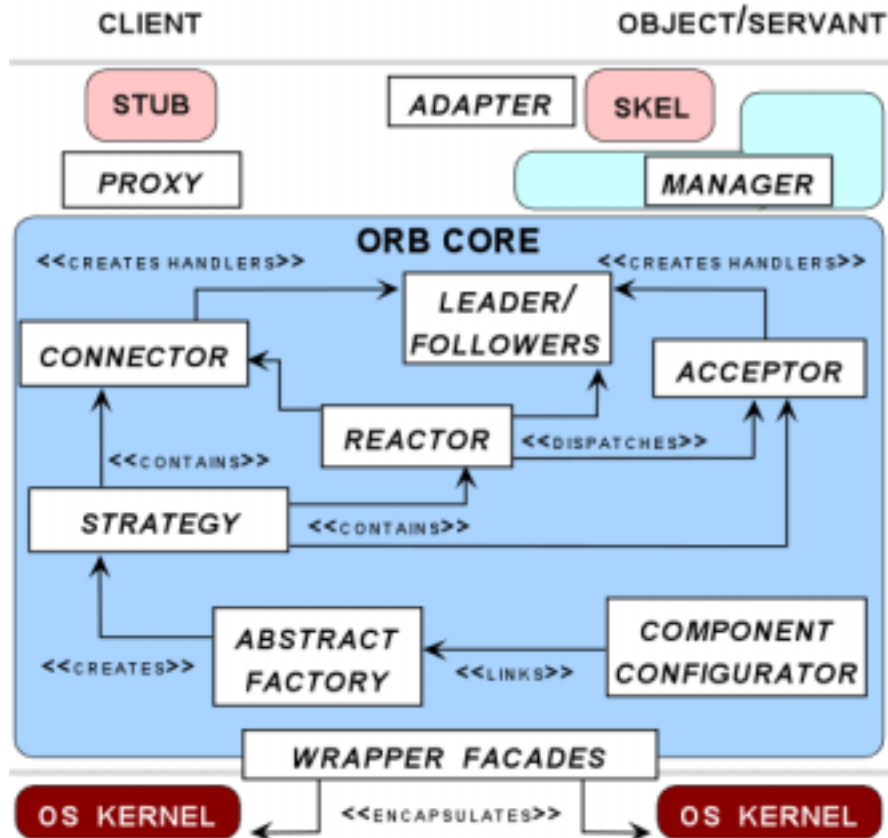 CLIENT
OBJECT/SERVANT
STUB
ADAPTER
SKEL
PROXY
MANAGER
ORB CORE
<<CREATES HANDLERS>>
<<CREATES HANDLERS>>
LEADER/
FOLLOWERS
CONNECTOR
ACCEPTOR
REACTOR
<<DISPATCHES>>
<<CONTAINS>>
STRATEGY
<<CONTAINS>>
ABSTRACT
FACTORY
COMPONENT
CONFIGURATOR
<<CREATES>>
<<LINKS>>
WRAPPER FACADES
OS KERNEL
<<ENCAPSULATES>>
OS KERNEL